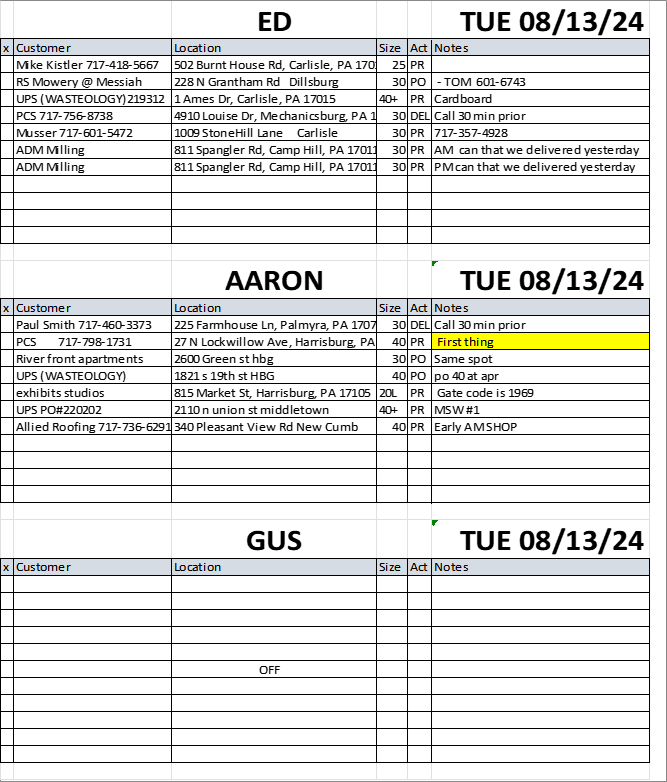 ED TUE 08/13/24
x Customer Location Size Act Notes
Mike Kistler 717-418-5667 502 Burnt House Rd, Carlisle, PA 170 25 PR
RS Mowery @ Messiah 228 N Grantham Rd Dillsburg 30 PO - TOM 601-6743
UPS (WASTEOLOGY)219312 1 Ames Dr, Carlisle, PA 17015 40+ PR Cardboard
PCS 717-756-8738 4910 Louise Dr, Mechanicsburg, PA 1 30 DEL Call 30 min prior
Musser 717-601-5472 1009 StoneHill Lane Carlisle 30 PR 717-357-4928
ADM Milling 811 Spangler Rd, Camp Hill, PA 17011 30 PR AM can that we delivered yesterday
ADM Milling 811 Spangler Rd, Camp Hill, PA 17011 30 PR PM can that we delivered yesterday
AARON TUE 08/13/24
x Customer Location Size Act Notes
Paul Smith 717-460-3373 225 Farmhouse Ln, Palmyra, PA 1707 30 DEL Call 30 min prior
PCS 717-798-1731 27 N Lockwillow Ave, Harrisburg, PA 40 PR First thing
River front apartments 2600 Green st hbg 30 PO Same spot
UPS (WASTEOLOGY) 1821 s 19th st HBG 40 PO po 40 at apr
exhibits studios 815 Market St, Harrisburg, PA 17105 20L PR Gate code is 1969
UPS PO#220202 2110 n union st middletown 40+ PR MSW #1
Allied Roofing 717-736-6291 340 Pleasant View Rd New Cumb 40 PR Early AM SHOP
GUS TUE 08/13/24
x Customer Location Size Act Notes
OFF